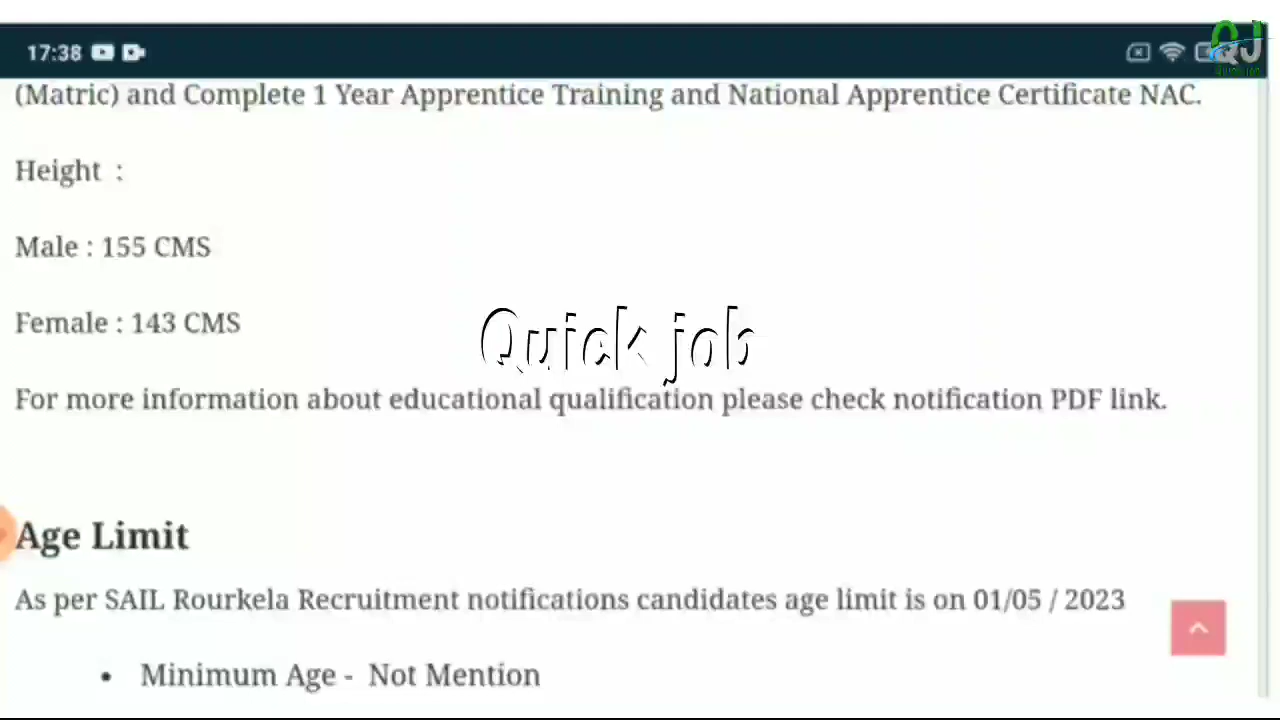 17:38
QJ
(Matric) and Complete 1 Year Apprentice Training and National Apprentice Certificate NAC.
Height :
Male : 155 CMS
Female : 143 CMS
Quick job
For more information about educational qualification please check notification PDF link.
Age Limit
As per SAIL Rourkela Recruitment notifications candidates age limit is on 01/05 / 2023
• Minimum Age - Not Mention